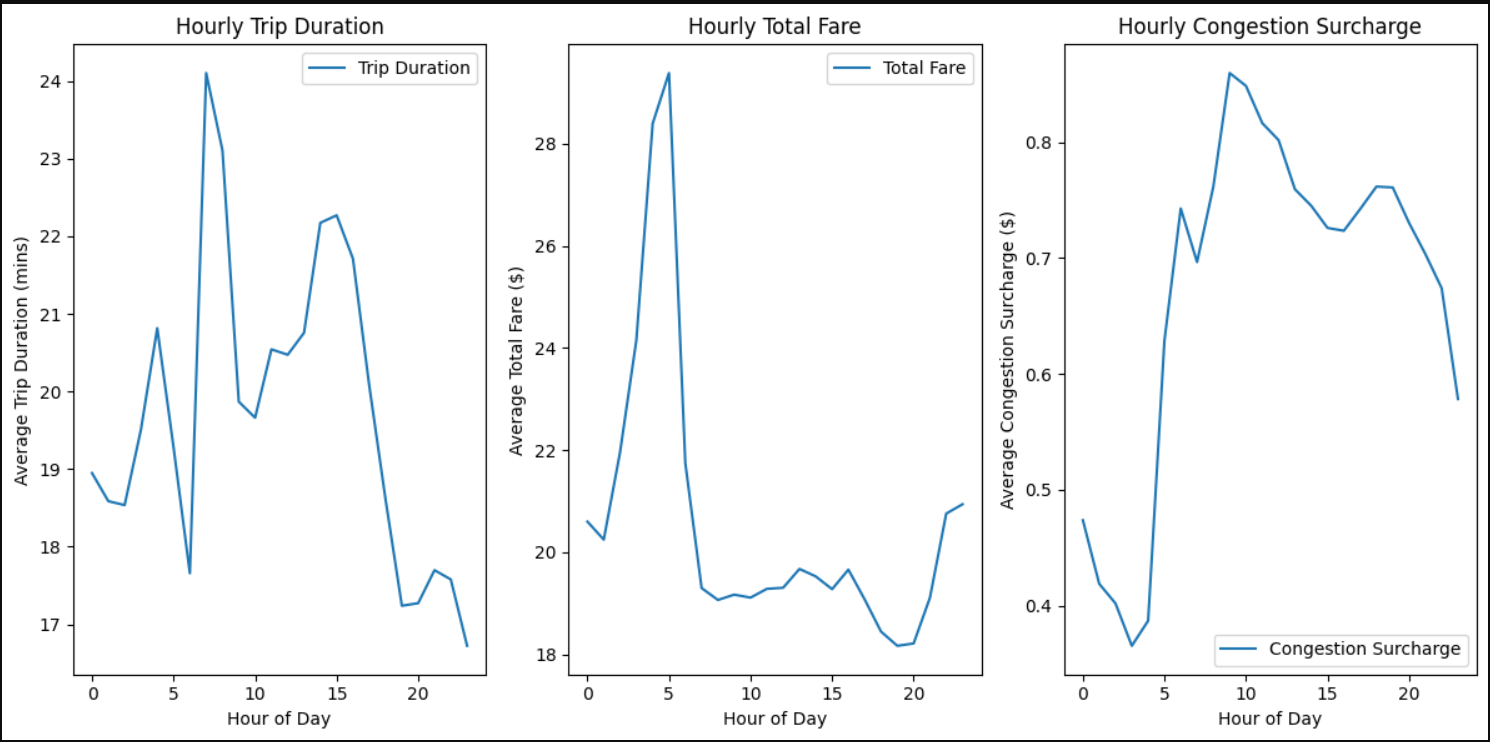 Hourly Trip Duration
Trip Duration
24
23
22
21
20
19
18
17
Average Trip Duration (mins)
0 5 10 15 20
Hour of Day
Hourly Total Fare
Total Fare
28
26
24
22
20
18
Average Total Fare ($)
0 5 10 15 20
Hour of Day
Hourly Congestion Surcharge
0.8
0.7
0.6
0.5
0.4
Average Congestion Surcharge ($)
Congestion Surcharge
0 5 10 15 20
Hour of Day